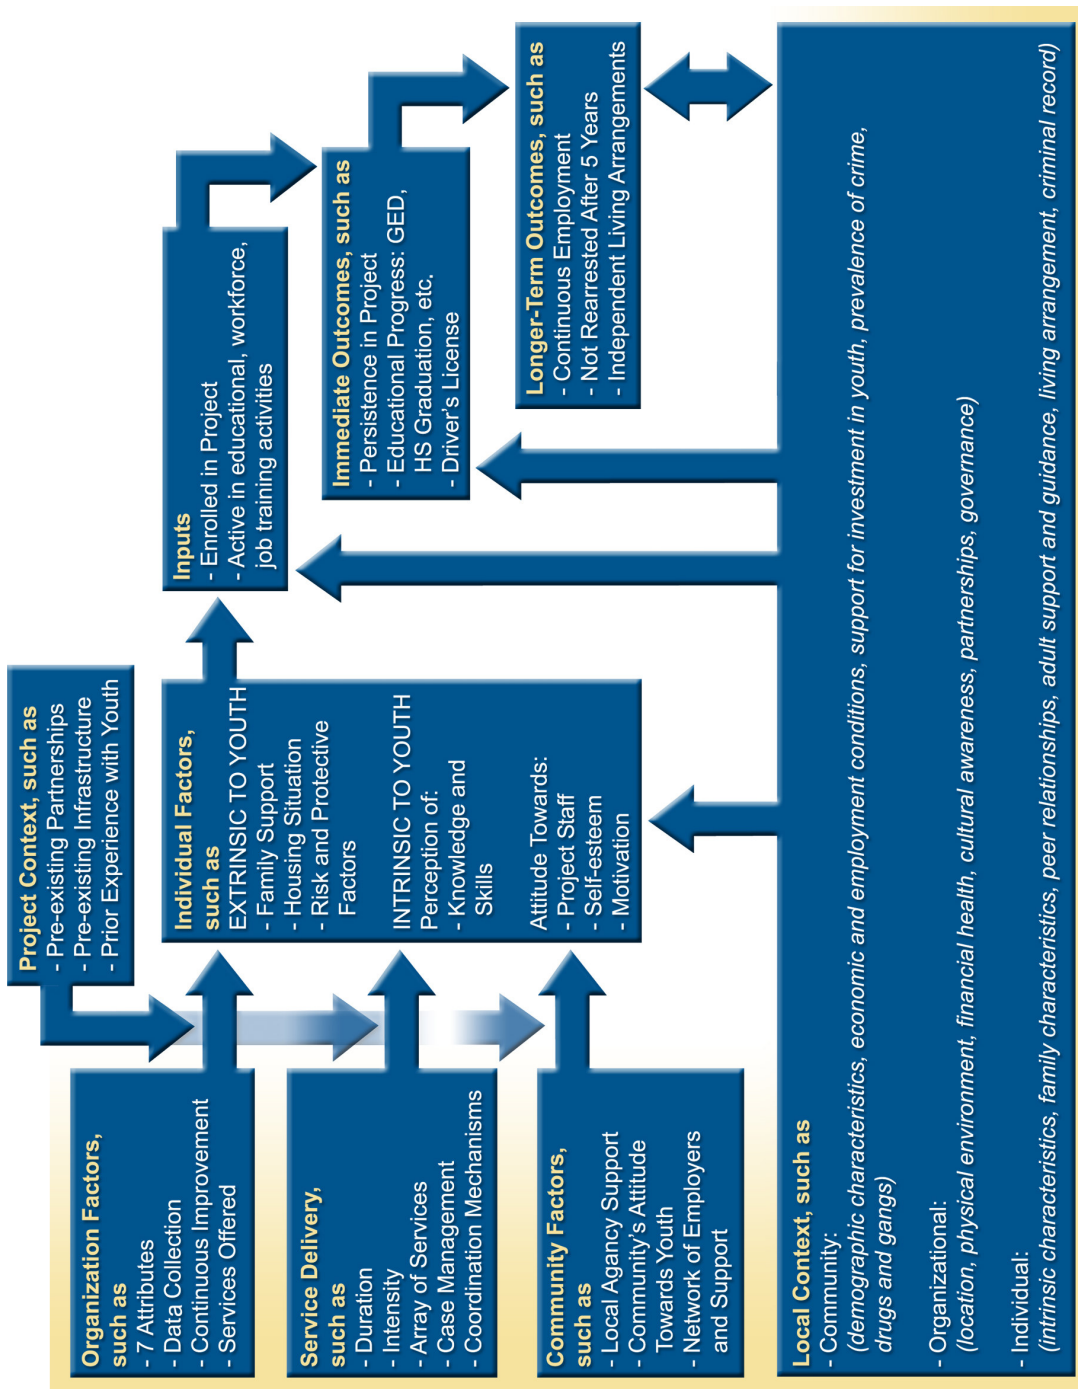 Project Context, such as
- Pre-existing Partnerships
- Pre-existing Infrastructure
- Prior Experience with Youth
Organization Factors,
such as
- 7 Attributes
- Data Collection
- Continuous Improvement
- Services Offered
Service Delivery,
such as
- Duration
- Intensity
- Array of Services
- Case Management
- Coordination Mechanisms
Community Factors,
such as
- Local Agancy Support
- Community's Attitude
Towards Youth
- Network of Employers
and Support
Individual Factors,
such as
EXTRINSIC TO YOUTH
- Family Support
- Housing Situation
- Risk and Protective
Factors
INTRINSIC TO YOUTH
Perception of:
- Knowledge and
Skills
Attitude Towards:
- Project Staff
- Self-esteem
- Motivation
Inputs
- Enrolled in Project
- Active in educational, workforce,
job training activities
Immediate Outcomes, such as
- Persistence in Project
- Educational Progress: GED,
HS Graduation, etc.
- Driver's License
Longer-Term Outcomes, such as
- Continuous Employment
- Not Rearrested After 5 Years
- Independent Living Arrangements
Local Context, such as
- Community:
(demographic characteristics, economic and employment conditions, support for investment in youth, prevalence of crime,
drugs and gangs)
- Organizational:
(location, physical environment, financial health, cultural awareness, partnerships, governance)
- Individual:
(intrinsic characteristics, family characteristics, peer relationships, adult support and guidance, living arrangement, criminal record)